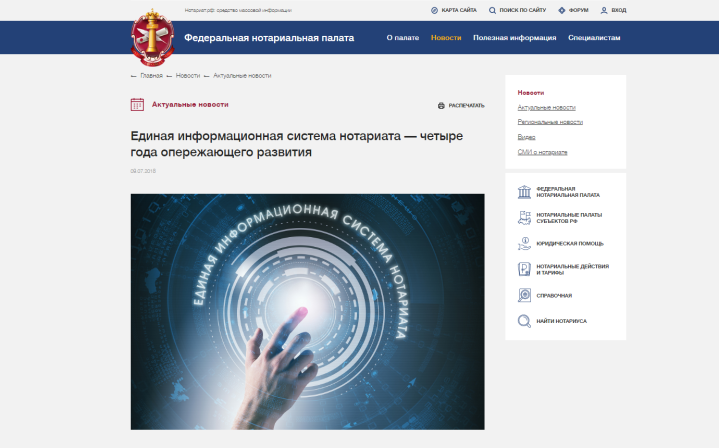 Нотариат.рф: средство массовой информации
КАРТА САЙТА
ПОИСК ПО САЙТУ
ФОРУМ
ВХОД
Федеральная нотариальная палата
О палате
Новости
Полезная информация
Специалистам
Главная
Новости
Актуальные новости
Актуальные новости
РАСПЕЧАТАТЬ
Единая информационная система нотариата — четыре
года опережающего развития
ЕДИНАЯ ИНФОРМАЦИОННАЯ СИСТЕМА НОТАРИАТА
Новости
Актуальные новости
Региональные новости
Видео
СМИ о нотариате
ФЕДЕРАЛЬНАЯ
НОТАРИАЛЬНАЯ ПАЛАТА
НОТАРИАЛЬНЫЕ ПАЛАТЫ
СУБЪЕКТОВ РФ
ЮРИДИЧЕСКАЯ ПОМОЩЬ
НОТАРИАЛЬНЫЕ ДЕЙСТВИЯ
И ТАРИФЫ
СПРАВОЧНАЯ
НАЙТИ НОТАРИУСА